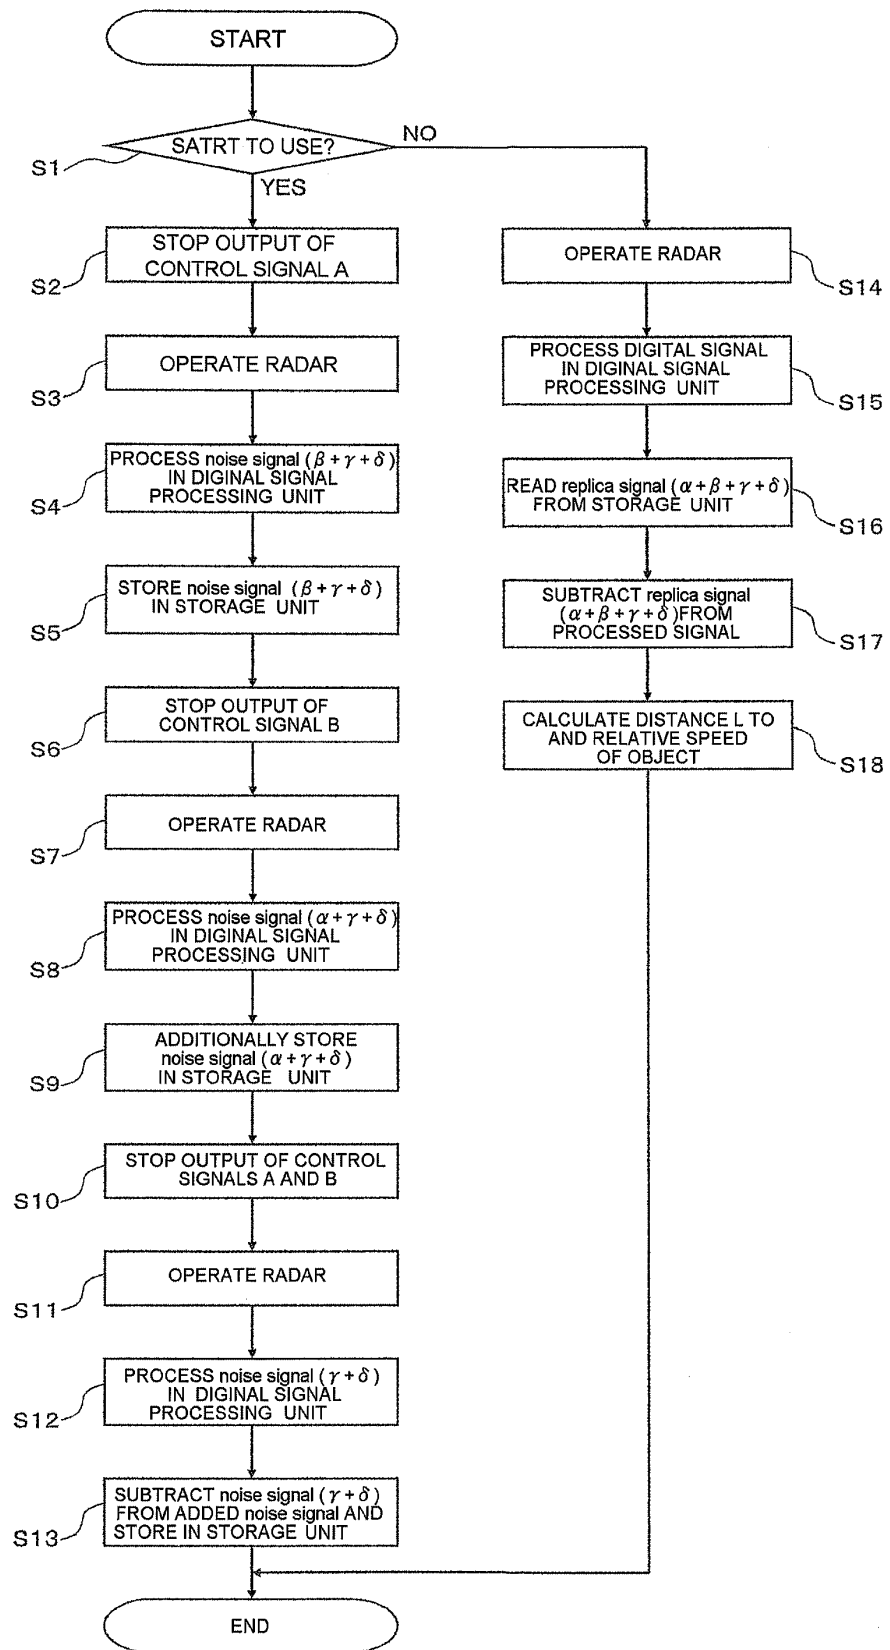 START
SATRT TO USE?
NO
S1
YES
STOP OUTPUT OF
CONTROL SIGNAL A
S2
OPERATE RADAR
S3
PROCESS noise signal (β+γ+δ)
IN DIGINAL SIGNAL
PROCESSING UNIT
S4
STORE noise signal (β+γ+δ)
IN STORAGE UNIT
S5
STOP OUTPUT OF
CONTROL SIGNAL B
S6
OPERATE RADAR
S7
PROCESS noise signal (α+γ+δ)
IN DIGINAL SIGNAL
PROCESSING UNIT
S8
ADDITIONALLY STORE
noise signal (α+γ+δ)
IN STORAGE UNIT
S9
STOP OUTPUT OF CONTROL
SIGNALS A AND B
S10
OPERATE RADAR
S11
PROCESS noise signal (γ+δ)
IN DIGINAL SIGNAL
PROCESSING UNIT
S12
SUBTRACT noise signal (γ+δ)
FROM ADDED noise signal AND
STORE IN STORAGE UNIT
S13
OPERATE RADAR
S14
PROCESS DIGITAL SIGNAL
IN DIGINAL SIGNAL
PROCESSING UNIT
S15
READ replica signal (α+β+γ+δ)
FROM STORAGE UNIT
S16
SUBTRACT replica signal
(α+β+γ+δ)FROM
PROCESSED SIGNAL
S17
CALCULATE DISTANCE L TO
AND RELATIVE SPEED
OF OBJECT
S18
END